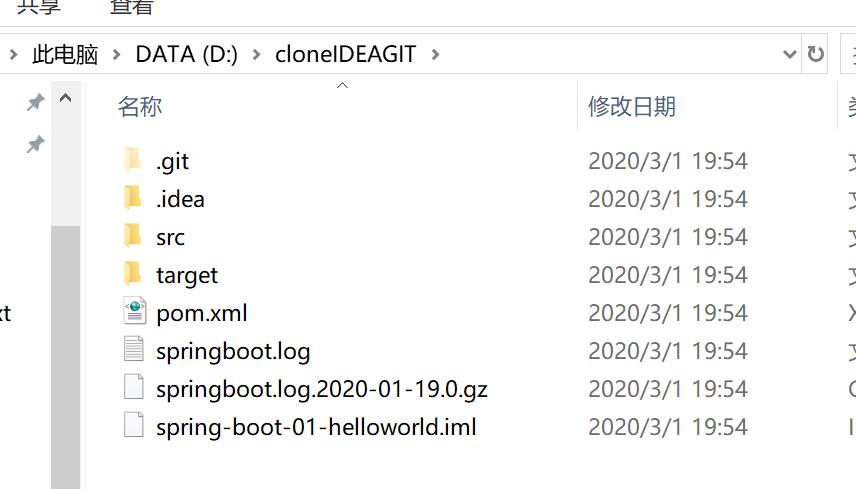 共享 查看
此电脑 DATA (D:) cloneIDEAGIT
名称 修改日期
.git 2020/3/1 19:54
.idea 2020/3/1 19:54
src 2020/3/1 19:54
target 2020/3/1 19:54
pom.xml 2020/3/1 19:54
springboot.log 2020/3/1 19:54
springboot.log.2020-01-19.0.gz 2020/3/1 19:54
spring-boot-01-helloworld.iml 2020/3/1 19:54